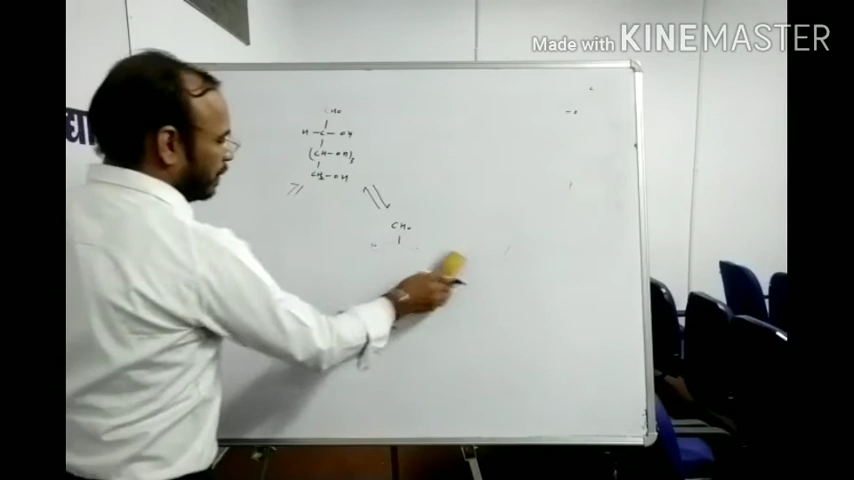 Made with KINEMASTER
CHO
H-C-OH
(CH-OH)3
CH2-OH
CHO